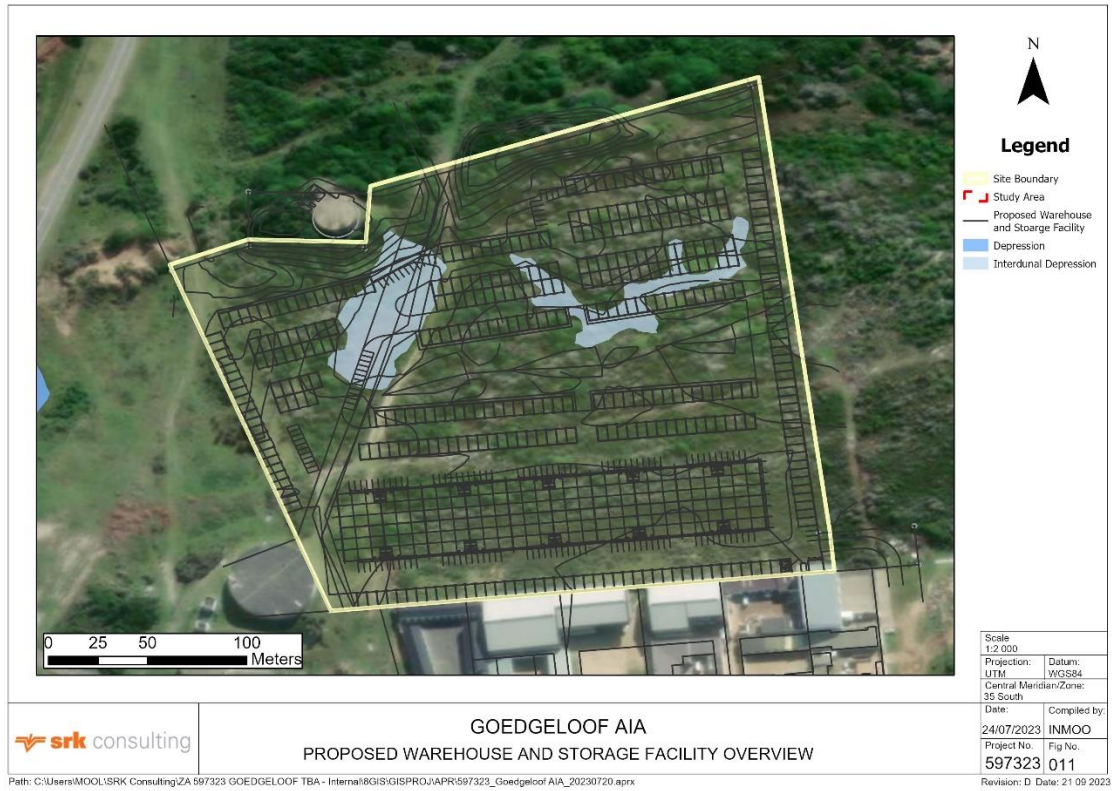 N
Legend
Site Boundary
Study Area
Proposed Warehouse
and Stoarge Facility
Depression
Interdunal Depression
0 25 50 100
Meters
Scale
1:2 000
Projection: Datum:
UTM WGS84
Central Meridian/Zone:
35 South
Date: Compiled by:
24/07/2023 INMOO
Project No. Fig No.
597323 011
srk consulting
GOEDGELOOF AIA
PROPOSED WAREHOUSE AND STORAGE FACILITY OVERVIEW
Path: C:\Users\MOOL\SRK Consulting\ZA 597323 GOEDGELOOF TBA - Internal\8GIS\GISPROJ\APR\597323_Goedgeloof AIA_20230720.aprx
Revision: D Date: 21 09 2023